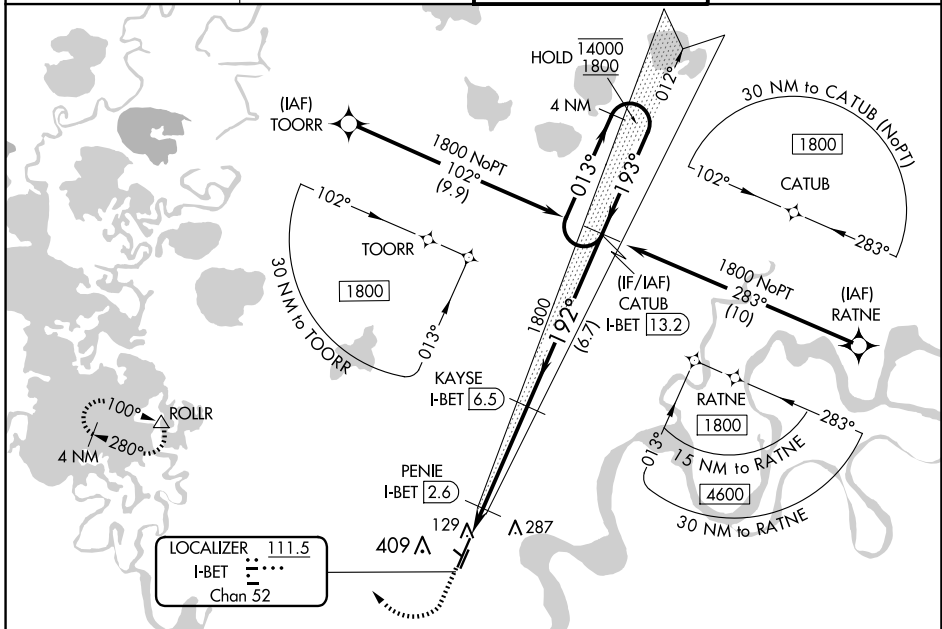 HOLD 14000
1800
012°
4 NM
(IAF)
TOORR
1800 NoPT
102°
(9.9)
013°
193°
30 NM to CATUB (NoPT)
1800
CATUB
102°
283°
102°
TOORR
1800
30 NM to TOORR
013°
(IF/IAF)
CATUB
I-BET 13.2
1800 NoPT
283°
(10)
(IAF)
RATNE
1800
192°
(6.7)
KAYSE
I-BET 6.5
RATNE
1800
283°
013°
15 NM to RATNE
4600
30 NM to RATNE
100°
ROLLR
280°
4 NM
PENIE
I-BET 2.6
129
287
409
LOCALIZER 111.5
I-BET
Chan 52